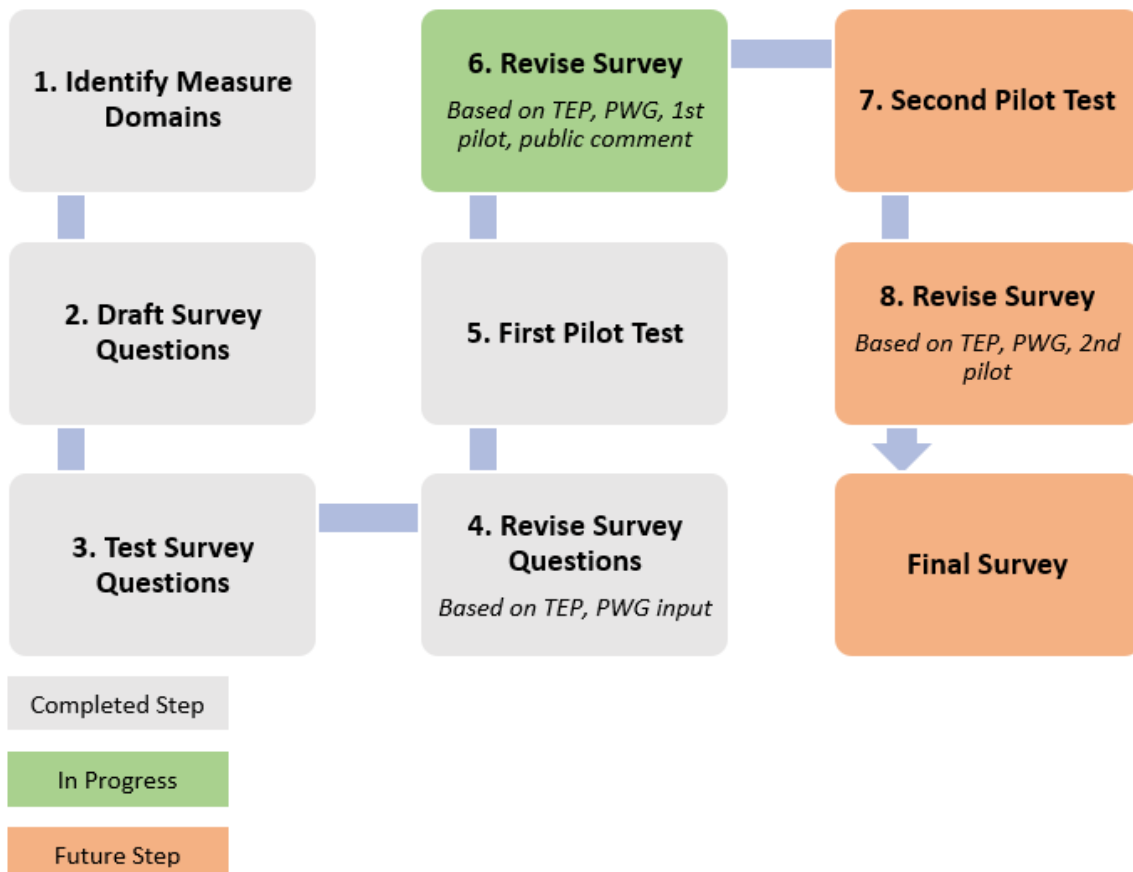 1. Identify Measure
Domains
2. Draft Survey
Questions
3. Test Survey
Questions
4. Revise Survey
Questions
Based on TEP, PWG input
5. First Pilot Test
6. Revise Survey
Based on TEP, PWG, 1st
pilot, public comment
7. Second Pilot Test
8. Revise Survey
Based on TEP, PWG, 2nd
pilot
Final Survey
Completed Step
In Progress
Future Step